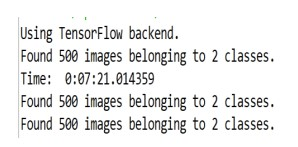 Using TensorFlow backend.
Found 500 images belonging to 2 classes.
Time:  0:07:21.014359
Found 500 images belonging to 2 classes.
Found 500 images belonging to 2 classes.